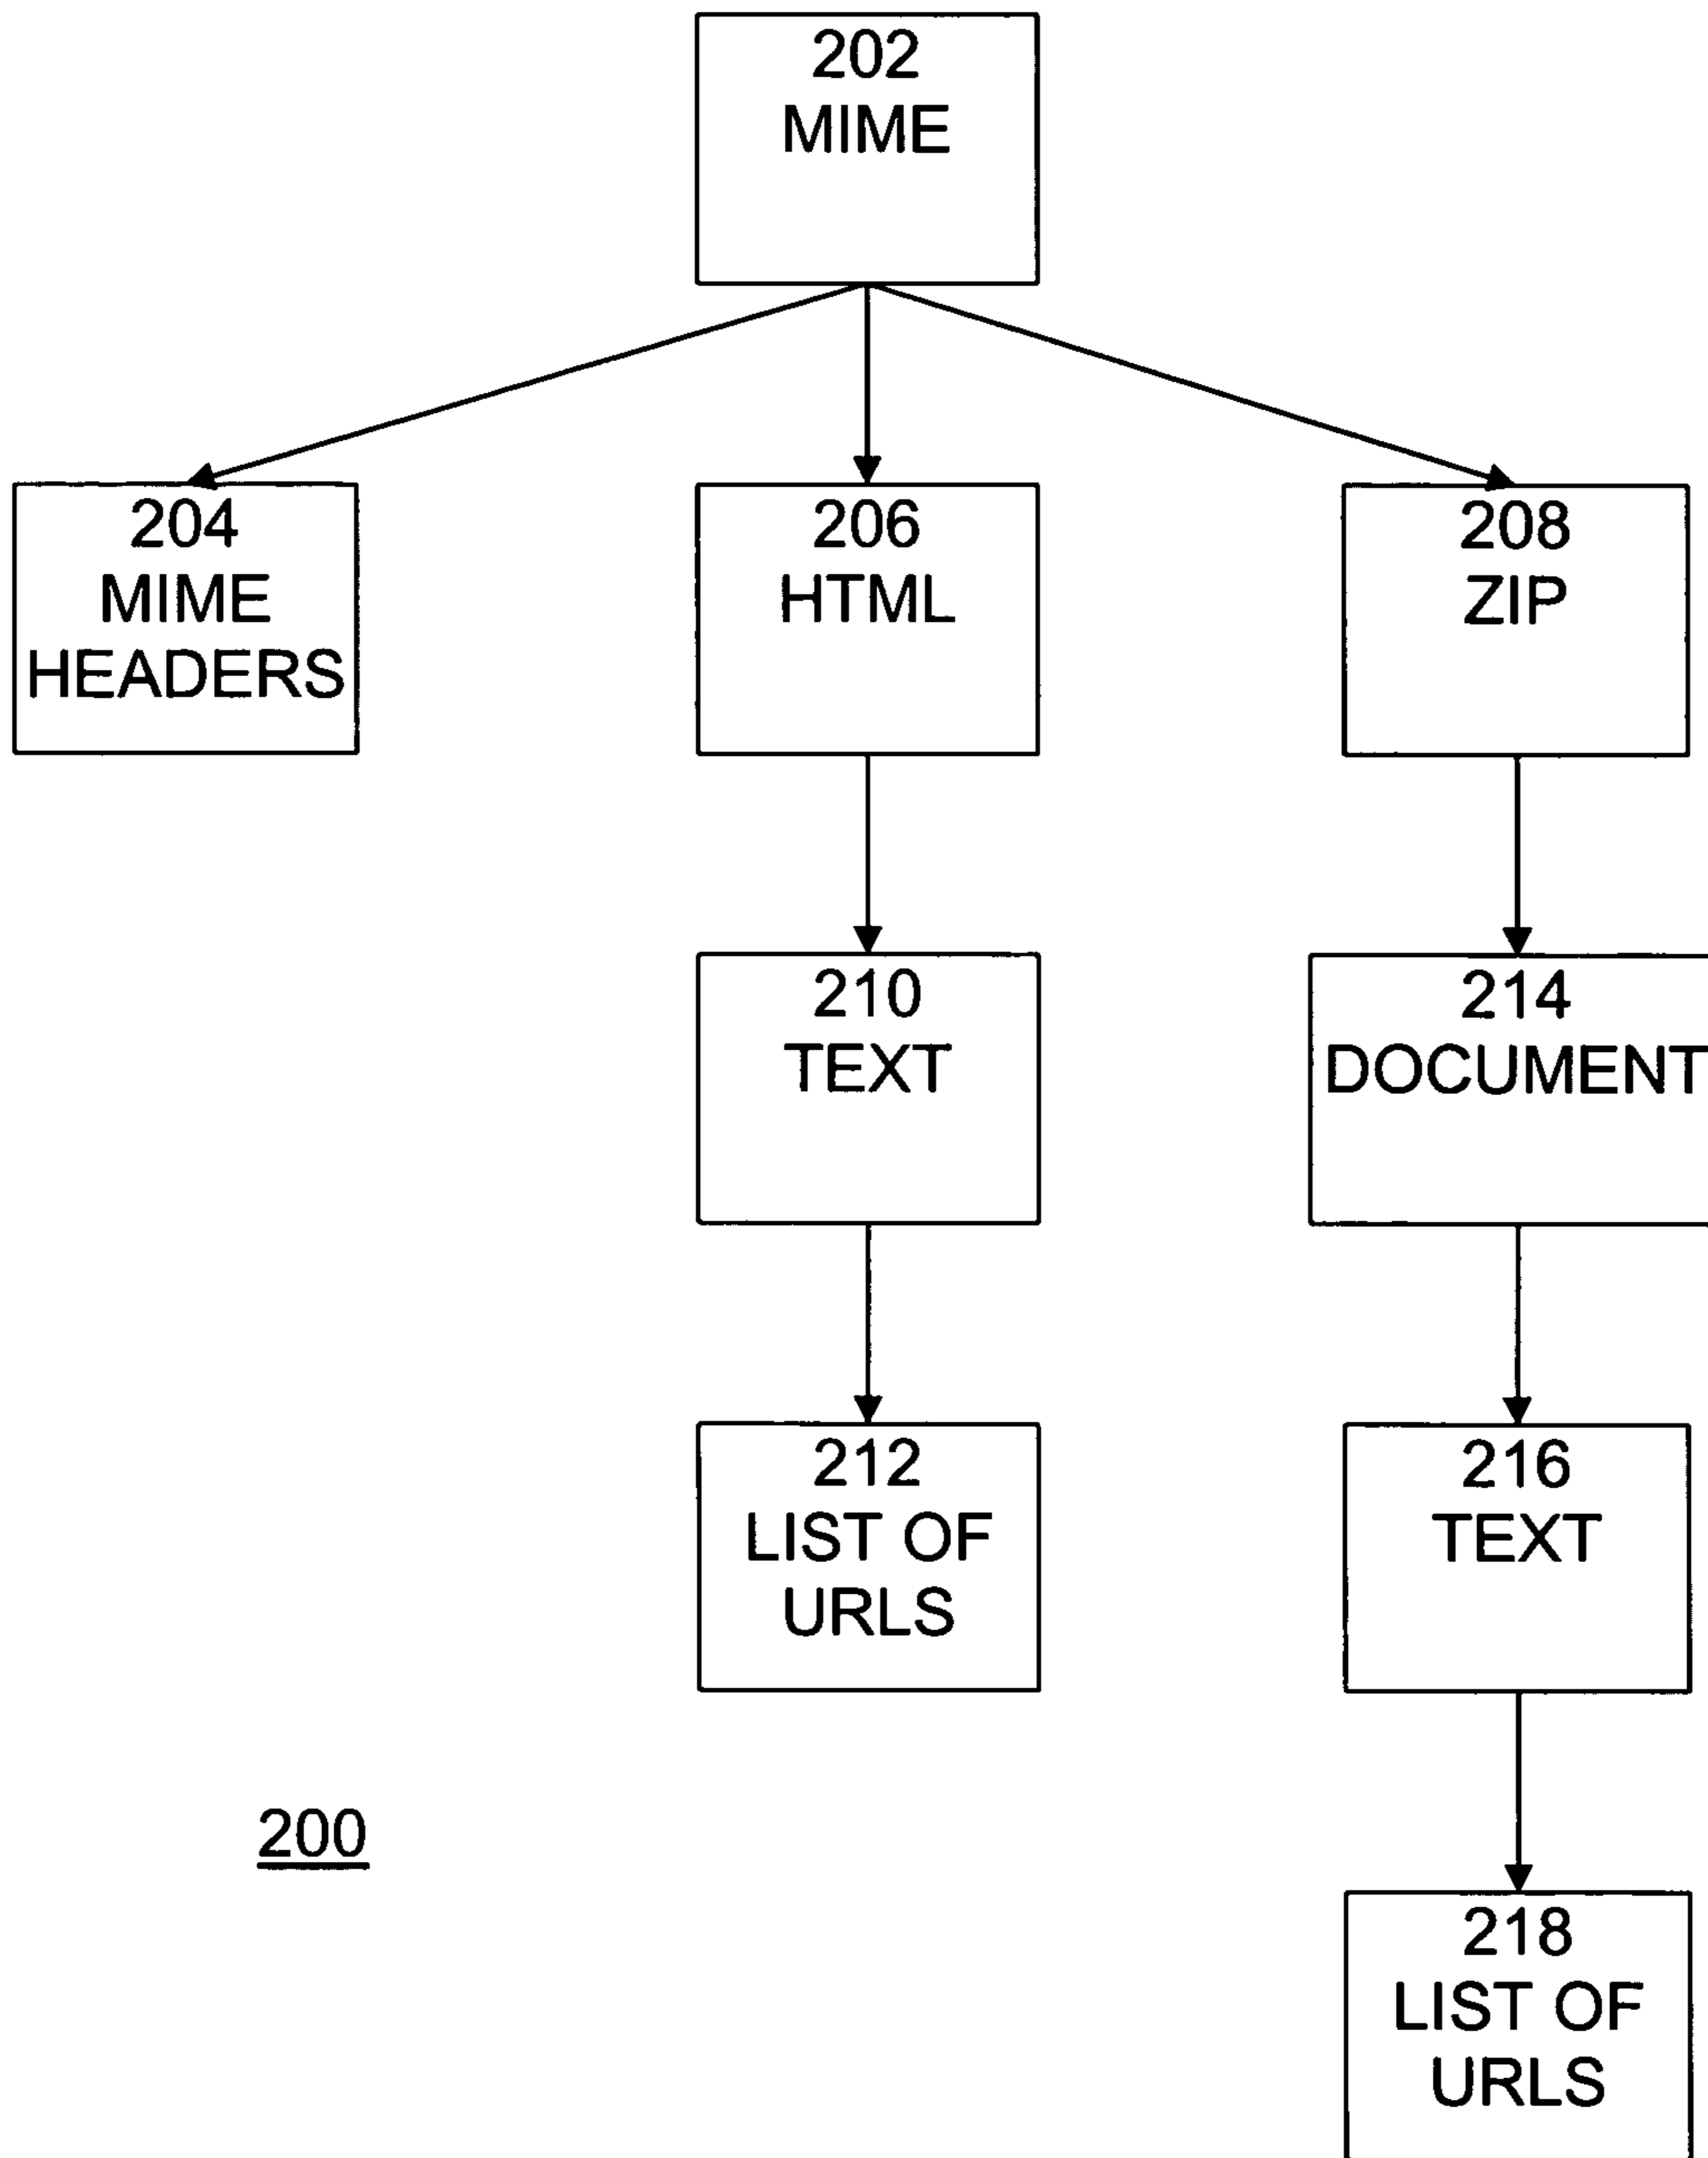 202
MIME
204
MIME
HEADERS
206
HTML
208
ZIP
210
TEXT
214
DOCUMENT
212
LIST OF
URLS
216
TEXT
200
218
LIST OF
URLS